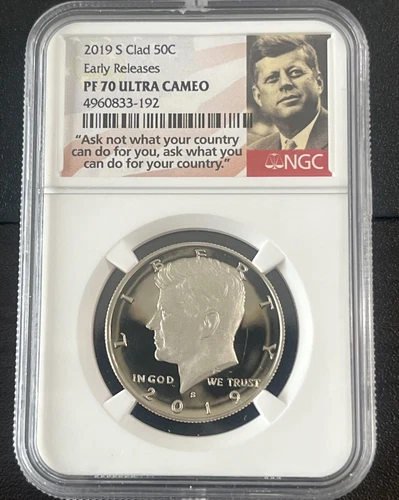 2019 S Clad 50C
Early Releases
PF 70 ULTRA CAMEO
4960833-192
"Ask not what your country
can do for you, ask what you
can do for your country."
NGC
LIBERTY
IN GOD WE TRUST
S
2019